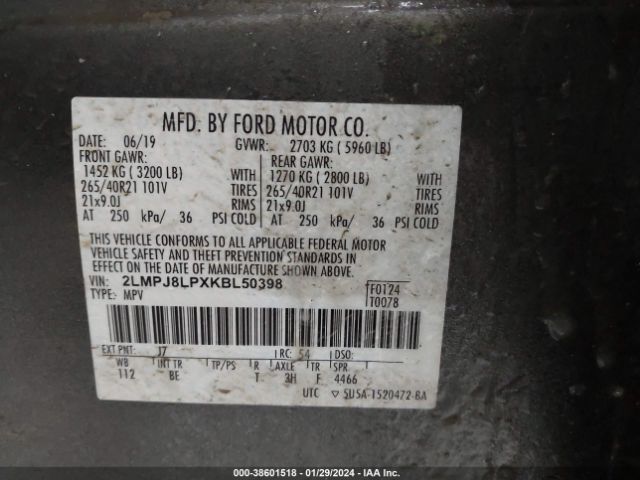 MFD. BY FORD MOTOR CO.
DATE: 06/19 GVWR: 2703 KG ( 5960 LB)
FRONT GAWR: REAR GAWR:
1452 KG ( 3200 LB) WITH 1270 KG ( 2800 LB) WITH
265/40R21 101V TIRES 265/40R21 101V TIRES
21x9.0J RIMS 21x9.0J RIMS
AT 250 kPa/ 36 PSI COLD AT 250 kPa/ 36 PSI COLD
THIS VEHICLE CONFORMS TO ALL APPLICABLE FEDERAL MOTOR
VEHICLE SAFETY AND THEFT PREVENTION STANDARDS IN
EFFECT ON THE DATE OF MANUFACTURE SHOWN ABOVE.
VIN: 2LMPJ8LPXKBL50398 F0124
TYPE: MPV T0078
EXT PNT: J7 RC: 54 DSO:
WB INT TR TP/PS R AXLE TR SPR
112 BE T 3H F 4466
UTC ▽ 5U5A-1520472-BA
000-38601518 - 01/29/2024 - IAA Inc.